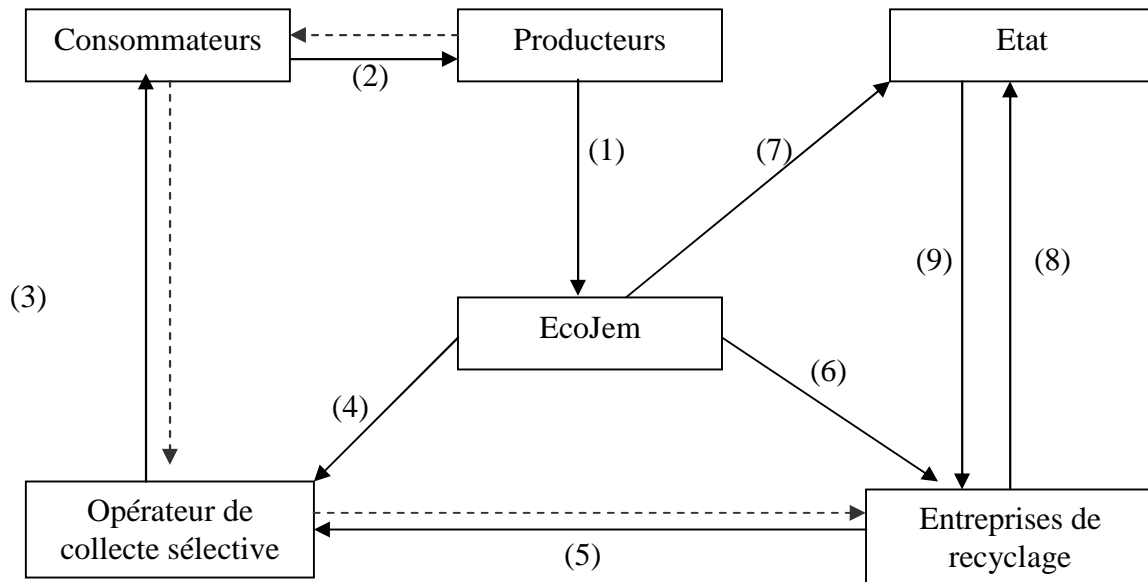 Consommateurs
Producteurs
Etat
(2)
(1)
(7)
(9)
(8)
(3)
EcoJem
(6)
(4)
Opérateur de
collecte sélective
Entreprises de
recyclage
(5)